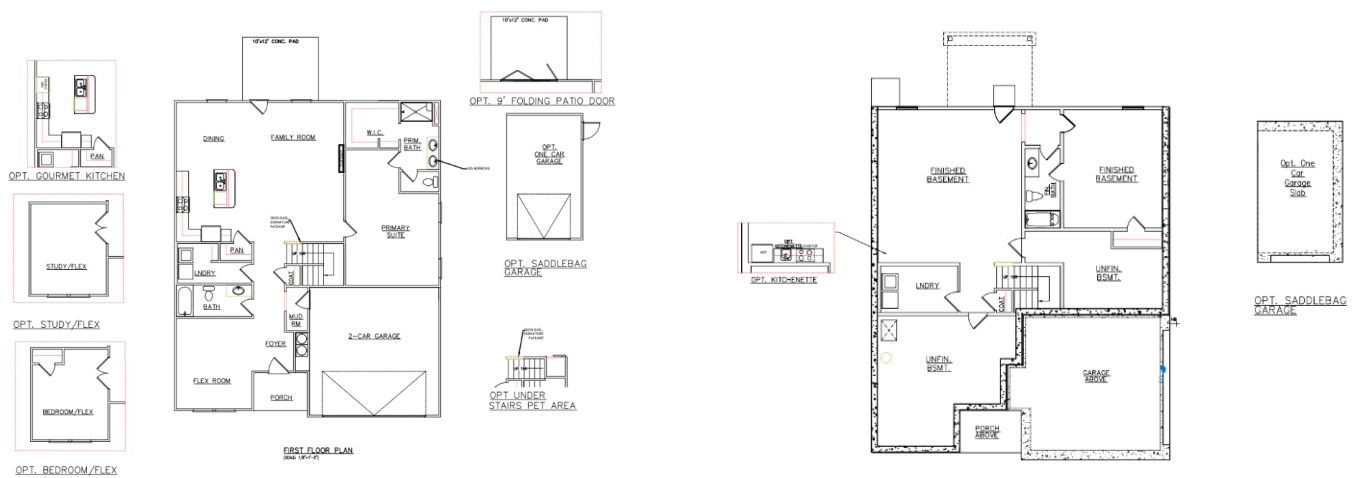 10'x12' CONC. PAD
10'x12' CONC. PAD
OPT. 9' FOLDING PATIO DOOR
OPT. GOURMET KITCHEN
PAN
DINING
FAMILY ROOM
W.I.C.
PRIM.
BATH
OPT.
ONE CAR
GARAGE
STUDY/FLEX
OPT. STUDY/FLEX
PRIMARY
SUITE
PAN
UP
LNDRY
COAT
BATH
MUD
RM
FOYER
2-CAR GARAGE
FLEX ROOM
PORCH
OPT. SADDLEBAG
GARAGE
BEDROOM/FLEX
OPT. BEDROOM/FLEX
OPT UNDER
STAIRS PET AREA
FIRST FLOOR PLAN
FINISHED
BASEMENT
FINISHED
BASEMENT
FIN.
BATH
OPT. KITCHENETTE
UNFIN.
BSMT.
LNDRY
COAT
UNFIN.
BSMT.
GARAGE
ABOVE
PORCH
ABOVE
Opt. One
Car
Garage
Slab
OPT. SADDLEBAG
GARAGE